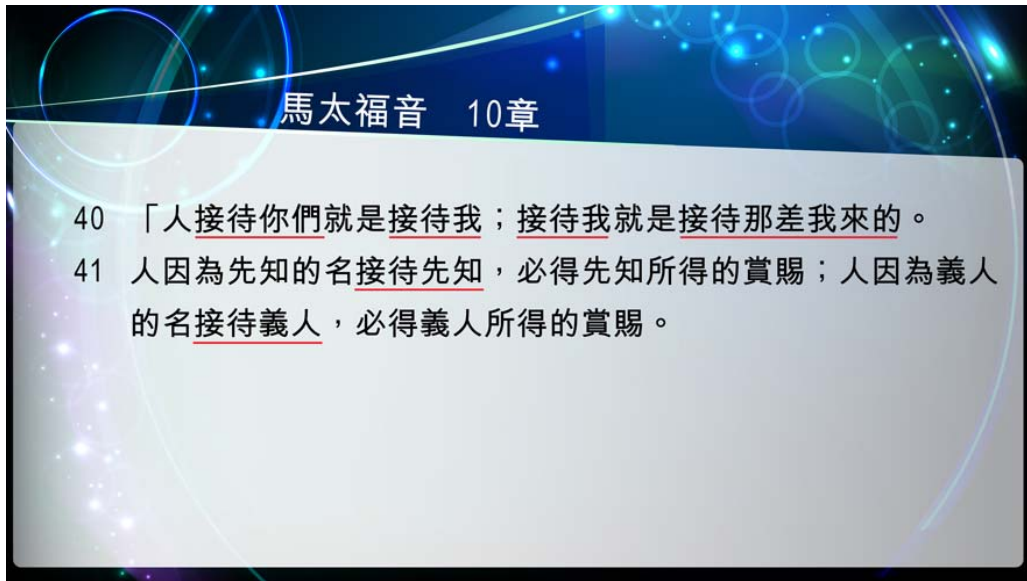 馬太福音　10章
40　「人接待你們就是接待我；接待我就是接待那差我來的。
41　人因為先知的名接待先知，必得先知所得的賞賜；人因為義人
的名接待義人，必得義人所得的賞賜。